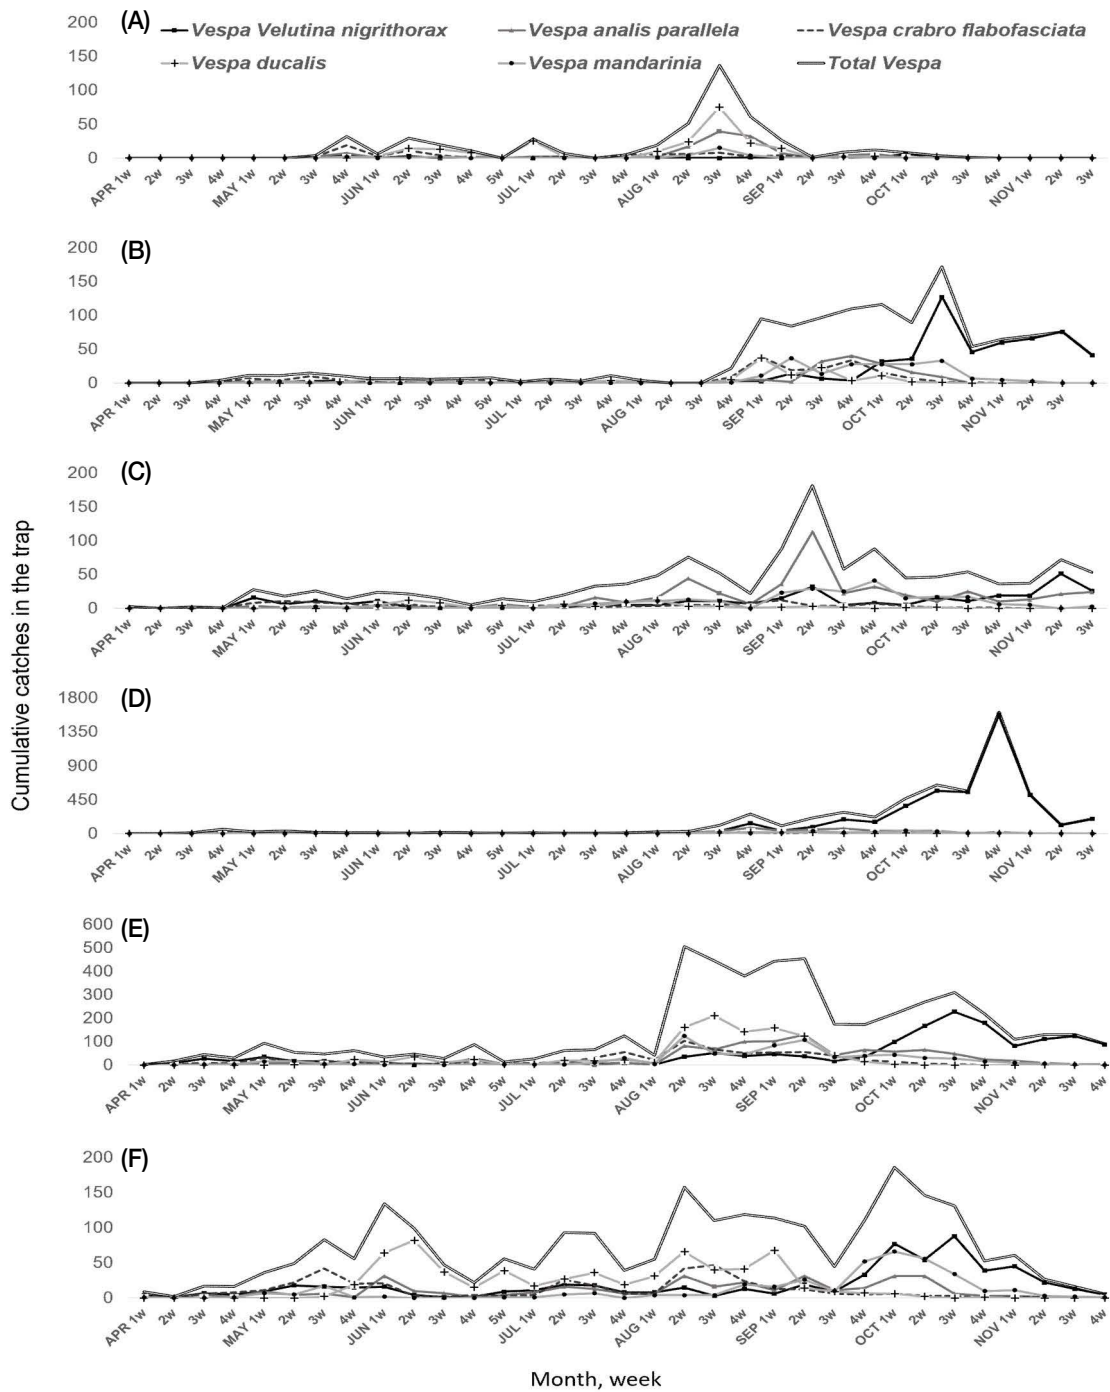 (A)
200
150
100
50
0
Vespa Velutina nigrithorax
Vespa analis parallela
Vespa crabro flabofasciata
Vespa ducalis
Vespa mandarinia
Total Vespa
APR 1w 2w 3w 4w MAY 1w 2w 3w 4w JUN 1w 2w 3w 4w 5w JUL 1w 2w 3w 4w AUG 1w 2w 3w 4w SEP 1w 2w 3w 4w OCT 1w 2w 3w 4w NOV 1w 2w 3w
(B)
200
150
100
50
0
APR 1w 2w 3w 4w MAY 1w 2w 3w 4w JUN 1w 2w 3w 4w 5w JUL 1w 2w 3w 4w AUG 1w 2w 3w 4w SEP 1w 2w 3w 4w OCT 1w 2w 3w 4w NOV 1w 2w 3w
(C)
200
150
100
50
0
APR 1w 2w 3w 4w MAY 1w 2w 3w 4w JUN 1w 2w 3w 4w 5w JUL 1w 2w 3w 4w AUG 1w 2w 3w 4w SEP 1w 2w 3w 4w OCT 1w 2w 3w 4w NOV 1w 2w 3w
Cumulative catches in the trap
(D)
1800
1350
900
450
0
APR 1w 2w 3w 4w MAY 1w 2w 3w 4w JUN 1w 2w 3w 4w 5w JUL 1w 2w 3w 4w AUG 1w 2w 3w 4w SEP 1w 2w 3w 4w OCT 1w 2w 3w 4w NOV 1w 2w 3w
(E)
600
500
400
300
200
100
0
APR 1w 2w 3w 4w MAY 1w 2w 3w 4w JUN 1w 2w 3w 4w 5w JUL 1w 2w 3w 4w AUG 1w 2w 3w 4w SEP 1w 2w 3w 4w OCT 1w 2w 3w 4w NOV 1w 2w 3w 4w
(F)
200
150
100
50
0
APR 1w 2w 3w 4w MAY 1w 2w 3w 4w JUN 1w 2w 3w 4w 5w JUL 1w 2w 3w 4w AUG 1w 2w 3w 4w SEP 1w 2w 3w 4w OCT 1w 2w 3w 4w NOV 1w 2w 3w 4w
Month, week